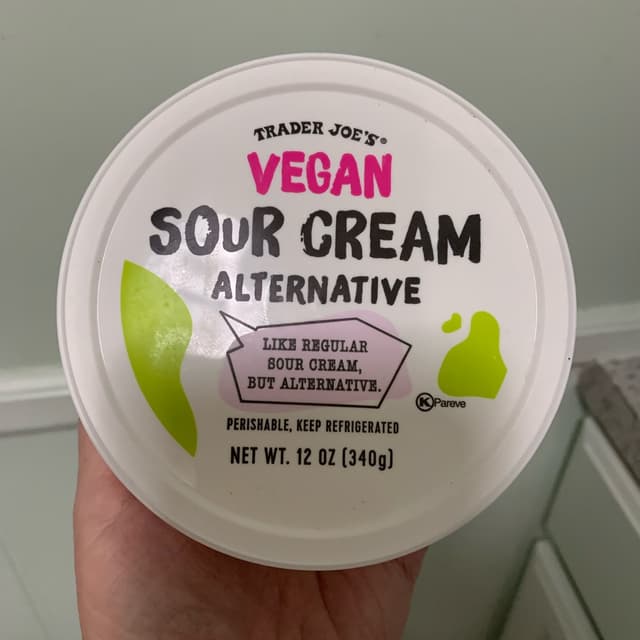 TRADER JOE'S®
VEGAN
SOUR CREAM
ALTERNATIVE
LIKE REGULAR
SOUR CREAM,
BUT ALTERNATIVE.
K Pareve
PERISHABLE, KEEP REFRIGERATED
NET WT. 12 OZ (340g)